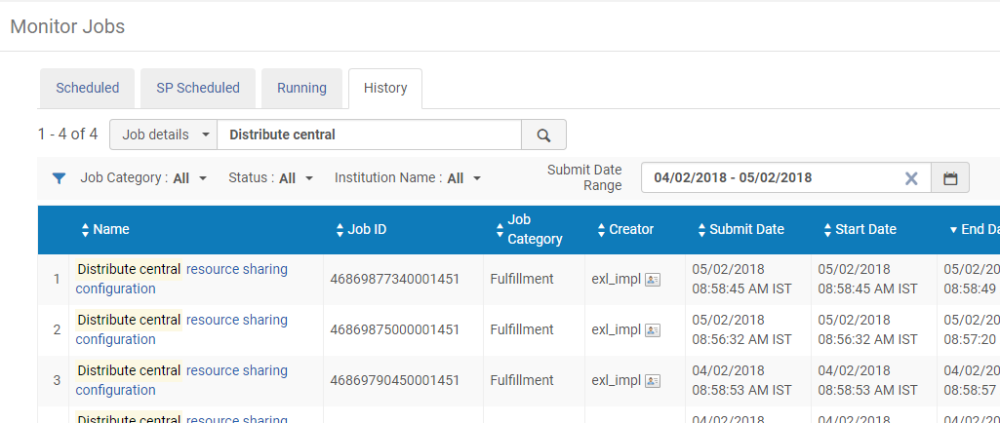 Monitor Jobs
Scheduled SP Scheduled Running History
1 - 4 of 4 Job details Distribute central
Job Category : All Status : All Institution Name : All Submit Date Range 04/02/2018 - 05/02/2018
Name Job ID Job Category Creator Submit Date Start Date End Da
1 Distribute central resource sharing configuration 46869877340001451 Fulfillment exl_impl 05/02/2018 08:58:45 AM IST 05/02/2018 08:58:45 AM IST 05/02/20 08:58:49
2 Distribute central resource sharing configuration 46869875000001451 Fulfillment exl_impl 05/02/2018 08:56:32 AM IST 05/02/2018 08:56:32 AM IST 05/02/20 08:57:20
3 Distribute central resource sharing configuration 46869790450001451 Fulfillment exl_impl 04/02/2018 08:58:53 AM IST 04/02/2018 08:58:53 AM IST 04/02/20 08:58:57
Distribute central resource sharing 04/02/2018 04/02/2018 04/02/20